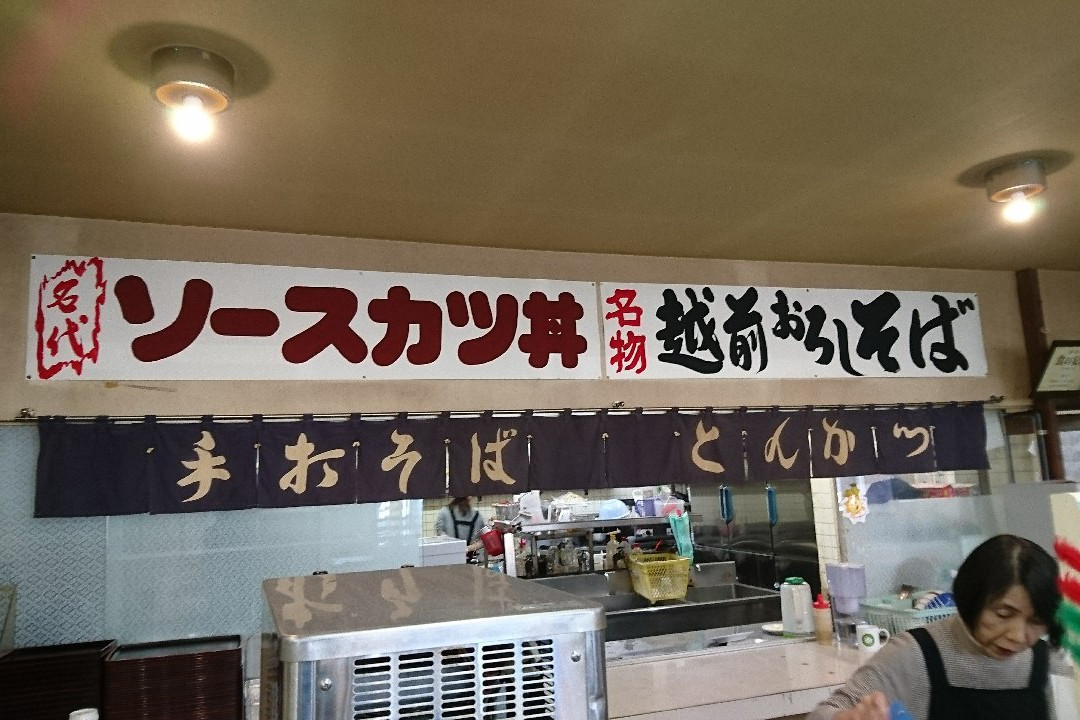 名代
ソースカツ丼
名物
越前おろしそば
手おそば
とんかつ